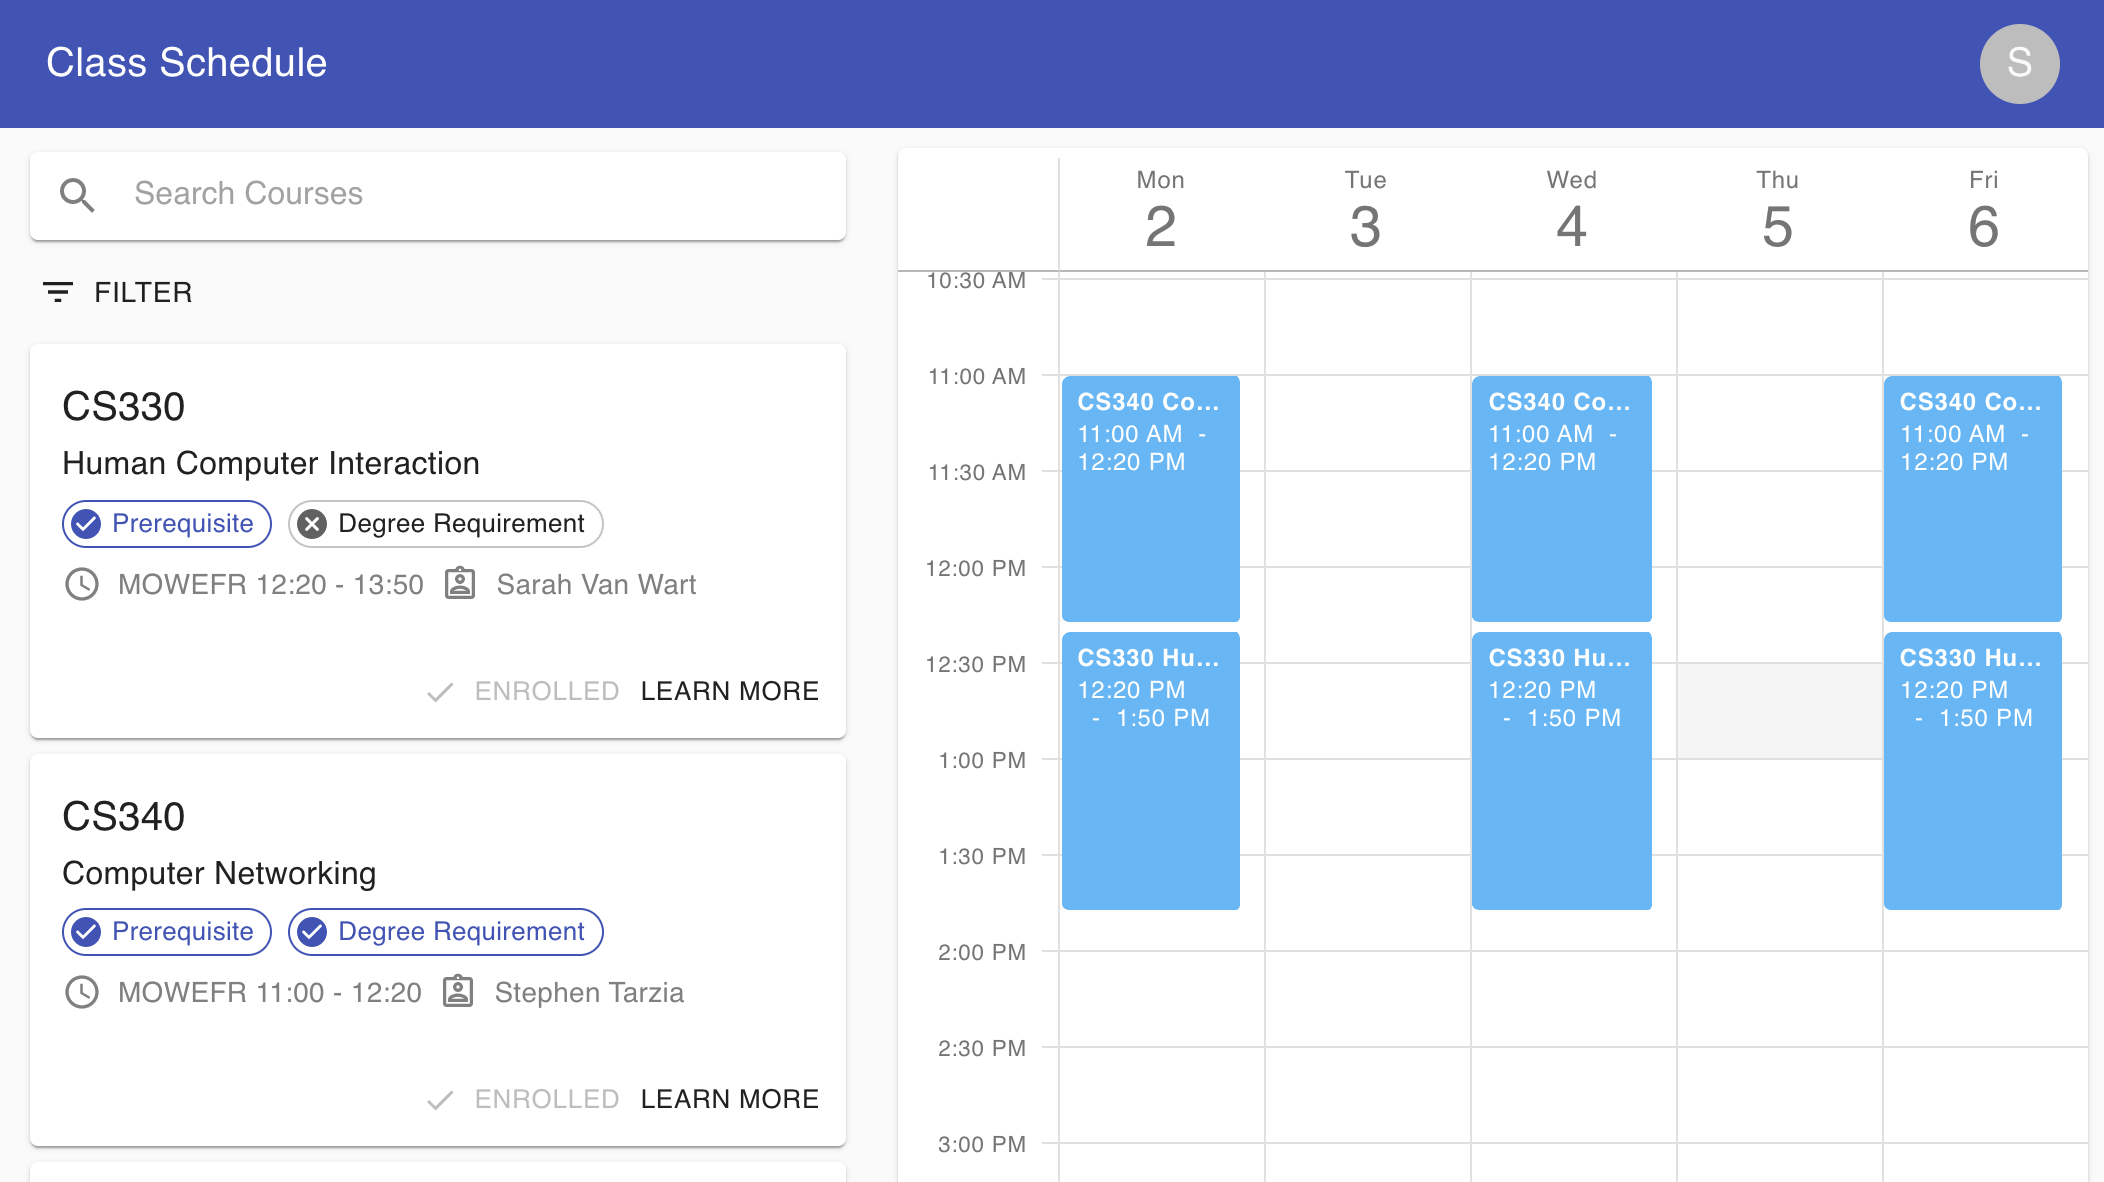 Class Schedule
S
Search Courses
FILTER
CS330
Human Computer Interaction
Prerequisite Degree Requirement
MOWEFR 12:20 - 13:50 Sarah Van Wart
ENROLLED LEARN MORE
CS340
Computer Networking
Prerequisite Degree Requirement
MOWEFR 11:00 - 12:20 Stephen Tarzia
ENROLLED LEARN MORE
Mon Tue Wed Thu Fri
2 3 4 5 6
10:30 AM
11:00 AM
CS340 Co... CS340 Co... CS340 Co...
11:00 AM - 11:00 AM - 11:00 AM -
12:20 PM 12:20 PM 12:20 PM
11:30 AM
12:00 PM
12:30 PM
CS330 Hu... CS330 Hu... CS330 Hu...
12:20 PM 12:20 PM 12:20 PM
- 1:50 PM - 1:50 PM - 1:50 PM
1:00 PM
1:30 PM
2:00 PM
2:30 PM
3:00 PM